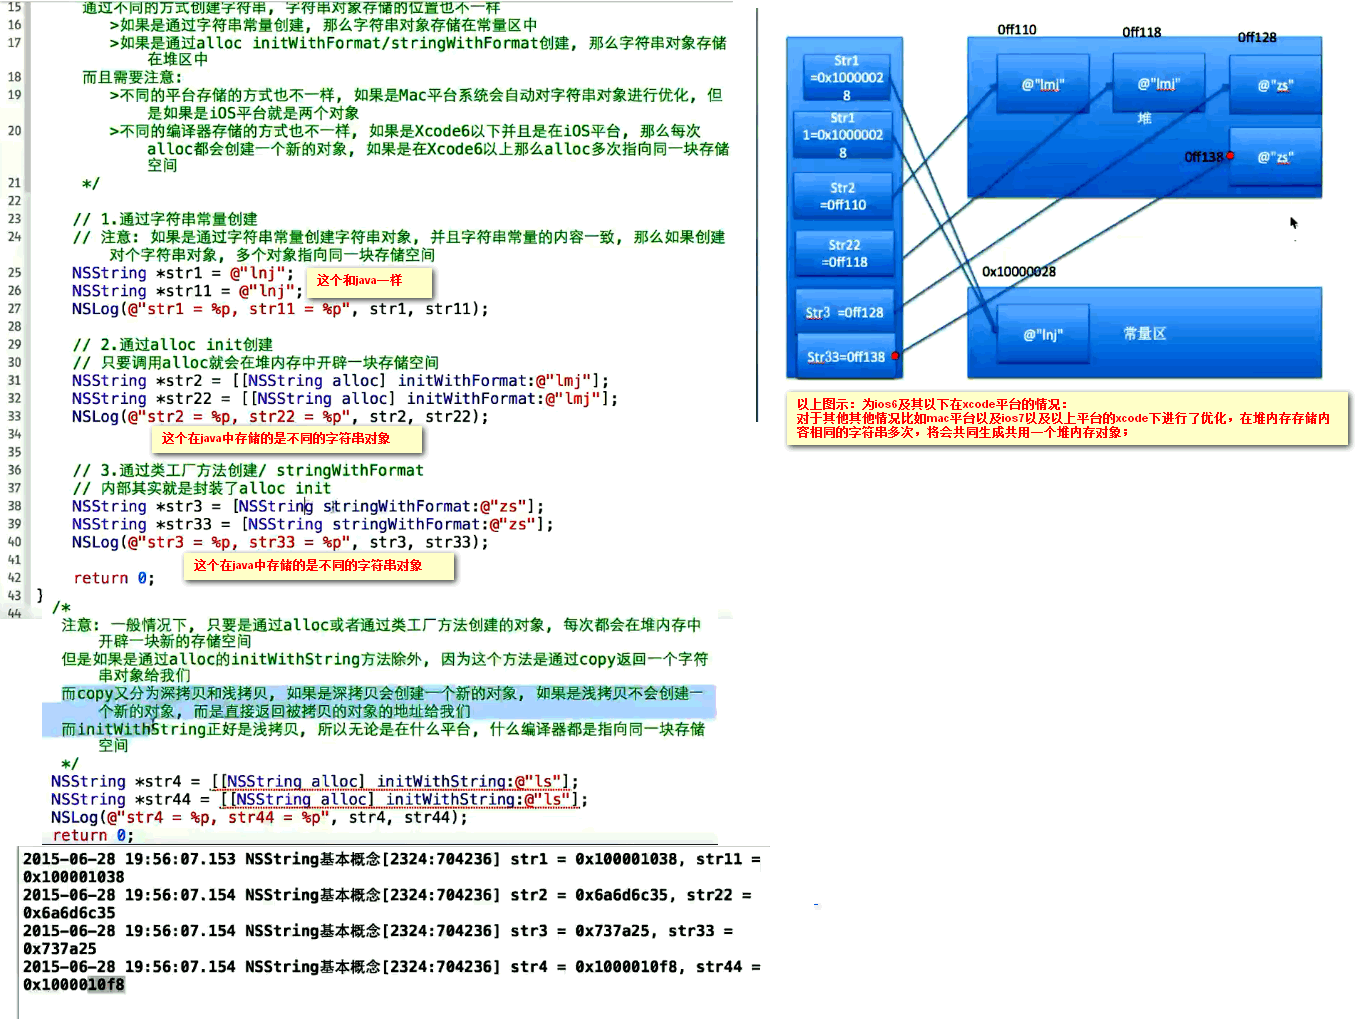 15 通过不同的方式创建字符串, 字符串对象存储的位置也不一样
16 >如果是通过字符串常量创建, 那么字符串对象存储在常量区中
17 >如果是通过alloc initWithFormat/stringWithFormat创建, 那么字符串对象存储
在堆区中
18 而且需要注意:
19 >不同的平台存储的方式也不一样, 如果是Mac平台系统会自动对字符串对象进行优化, 但
是如果是iOS平台就是两个对象
20 >不同的编译器存储的方式也不一样, 如果是Xcode6以下并且是在iOS平台, 那么每次
alloc都会创建一个新的对象, 如果是在Xcode6以上那么alloc多次指向同一块存储
空间
21 */
22
23 // 1.通过字符串常量创建
24 // 注意: 如果是通过字符串常量创建字符串对象, 并且字符串常量的内容一致, 那么如果创建
对个字符串对象, 多个对象指向同一块存储空间
25 NSString *str1 = @"lnj";
26 NSString *str11 = @"lnj";
这个和java一样
27 NSLog(@"str1 = %p, str11 = %p", str1, str11);
28
29 // 2.通过alloc init创建
30 // 只要调用alloc就会在堆内存中开辟一块存储空间
31 NSString *str2 = [[NSString alloc] initWithFormat:@"lmj"];
32 NSString *str22 = [[NSString alloc] initWithFormat:@"lmj"];
33 NSLog(@"str2 = %p, str22 = %p", str2, str22);
34
这个在java中存储的是不同的字符串对象
35
36 // 3.通过类工厂方法创建/ stringWithFormat
37 // 内部其实就是封装了alloc init
38 NSString *str3 = [NSString stringWithFormat:@"zs"];
39 NSString *str33 = [NSString stringWithFormat:@"zs"];
40 NSLog(@"str3 = %p, str33 = %p", str3, str33);
41
这个在java中存储的是不同的字符串对象
42 return 0;
43 }
44
/*
注意: 一般情况下, 只要是通过alloc或者通过类工厂方法创建的对象, 每次都会在堆内存中
开辟一块新的存储空间
但是如果是通过alloc的initWithString方法除外, 因为这个方法是通过copy返回一个字符
串对象给我们
而copy又分为深拷贝和浅拷贝, 如果是深拷贝会创建一个新的对象, 如果是浅拷贝不会创建一
个新的对象, 而是直接返回被拷贝的对象的地址给我们
而initWithString正好是浅拷贝, 所以无论是在什么平台, 什么编译器都是指向同一块存储
空间
*/
NSString *str4 = [[NSString alloc] initWithString:@"ls"];
NSString *str44 = [[NSString alloc] initWithString:@"ls"];
NSLog(@"str4 = %p, str44 = %p", str4, str44);
return 0;
2015-06-28 19:56:07.153 NSString基本概念[2324:704236] str1 = 0x100001038, str11 =
0x100001038
2015-06-28 19:56:07.154 NSString基本概念[2324:704236] str2 = 0x6a6d6c35, str22 =
0x6a6d6c35
2015-06-28 19:56:07.154 NSString基本概念[2324:704236] str3 = 0x737a25, str33 =
0x737a25
2015-06-28 19:56:07.154 NSString基本概念[2324:704236] str4 = 0x1000010f8, str44 =
0x1000010f8
Str1
=0x1000002
8
Str1
1=0x1000002
8
Str2
=0ff110
Str22
=0ff118
Str3 =0ff128
Str33=0ff138
0ff110
0ff118
0ff128
@"lmj"
@"lmj"
@"zs"
堆
0ff138
@"zs"
0x10000028
@"lnj"
常量区
以上图示：为ios6及其以下在xcode平台的情况：
对于其他其他情况比如mac平台以及ios7以及以上平台的xcode下进行了优化，在堆内存存储内
容相同的字符串多次，将会共同生成共用一个堆内存对象；